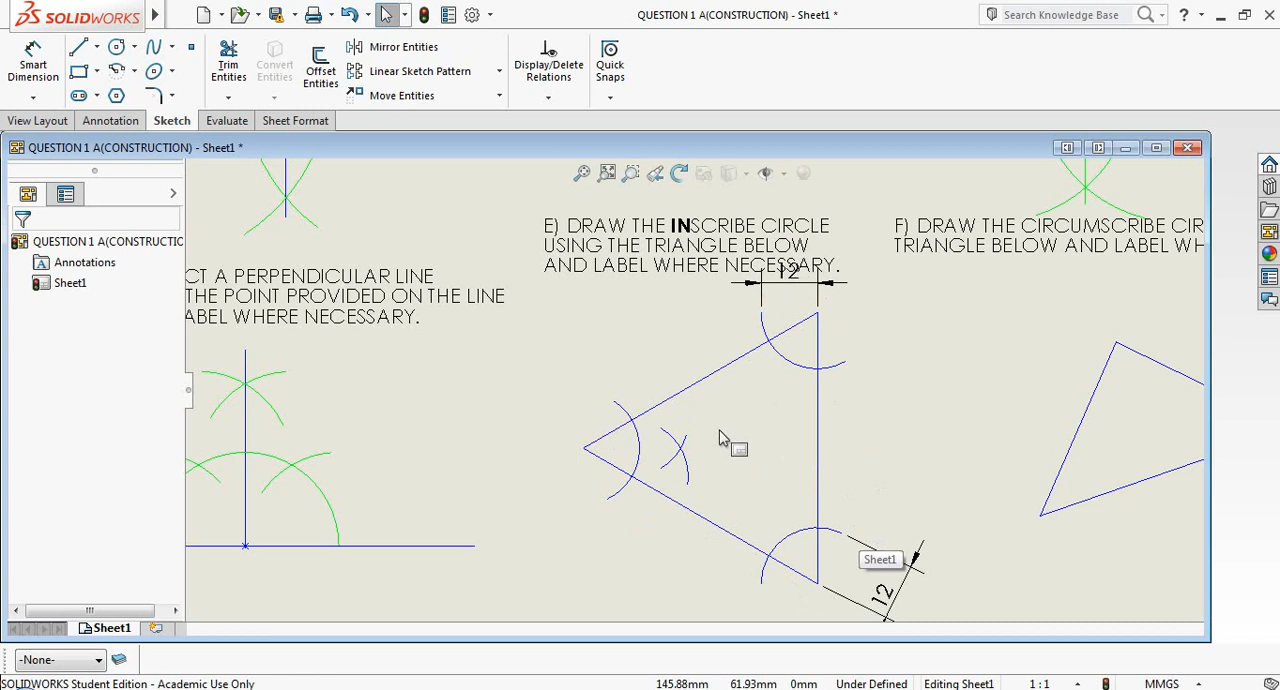 SOLIDWORKS
QUESTION 1 A(CONSTRUCTION) - Sheet1 *
Search Knowledge Base
?
Smart Dimension
Trim Entities
Convert Entities
Offset Entities
Mirror Entities
Linear Sketch Pattern
Move Entities
Display/Delete Relations
Quick Snaps
View Layout
Annotation
Sketch
Evaluate
Sheet Format
QUESTION 1 A(CONSTRUCTION) - Sheet1 *
QUESTION 1 A(CONSTRUCTIC
Annotations
Sheet1
CT A PERPENDICULAR LINE
THE POINT PROVIDED ON THE LINE
ABEL WHERE NECESSARY.
E) DRAW THE INSCRIBE CIRCLE
USING THE TRIANGLE BELOW
AND LABEL WHERE NECESSARY.
12
F) DRAW THE CIRCUMSCRIBE CIR
TRIANGLE BELOW AND LABEL WH
Sheet1
12
Sheet1
-None-
SOLIDWORKS Student Edition - Academic Use Only
145.88mm
61.93mm
0mm
Under Defined
Editing Sheet1
1 : 1
MMGS